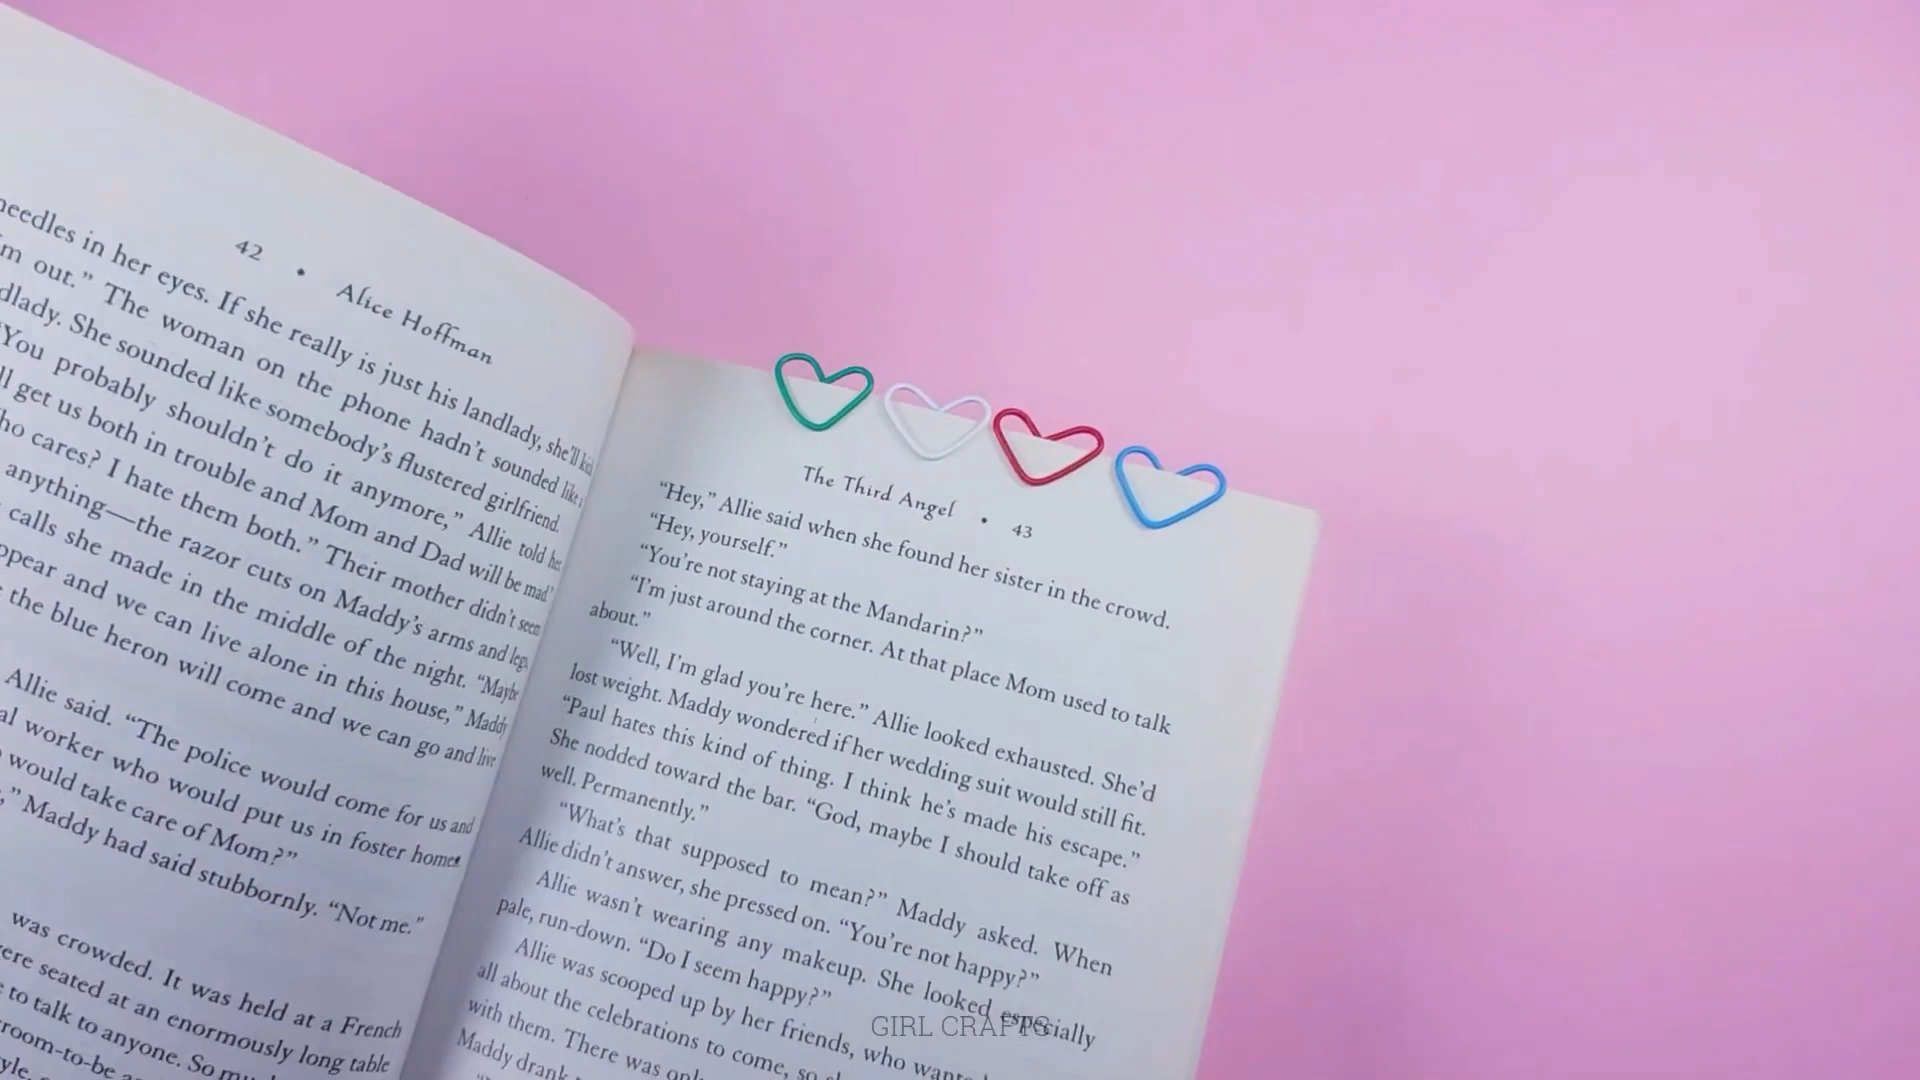 42 • Alice Hoffman
needles in her eyes. If she really is just his landlady, she'll
out.” The woman on the phone hadn't sounded like
She sounded like somebody's flustered girlfriend.
“You probably shouldn't do it anymore,” Allie told her
get us both in trouble and Mom and Dad will be mad
cares? I hate them both.” Their mother didn't seem
anything—the razor cuts on Maddy's arms and legs,
calls she made in the middle of the night. “Maybe
and we can live alone in this house,” Maddy
the blue heron will come and we can go and live
Allie said. “The police would come for us and
worker who would put us in foster homes
would take care of Mom?”
Maddy had said stubbornly. “Not me.”
was crowded. It was held at a French
seated at an enormously long table
to talk to anyone. So
The Third Angel • 43
“Hey,” Allie said when she found her sister in the crowd.
“Hey, yourself.”
“You're not staying at the Mandarin?”
“I'm just around the corner. At that place Mom used to talk
about.”
“Well, I'm glad you're here.” Allie looked exhausted. She'd
lost weight. Maddy wondered if her wedding suit would still fit.
“Paul hates this kind of thing. I think he's made his escape.”
She nodded toward the bar. “God, maybe I should take off as
well. Permanently.”
“What's that supposed to mean?” Maddy asked. When
Allie didn't answer, she pressed on. “You're not happy?”
Allie wasn't wearing any makeup. She looked especially
pale, run-down. “Do I seem happy?”
Allie was scooped up by her friends, who
all about the celebrations to come, so
with them. There was
Maddy drank
GIRL CRAFTS